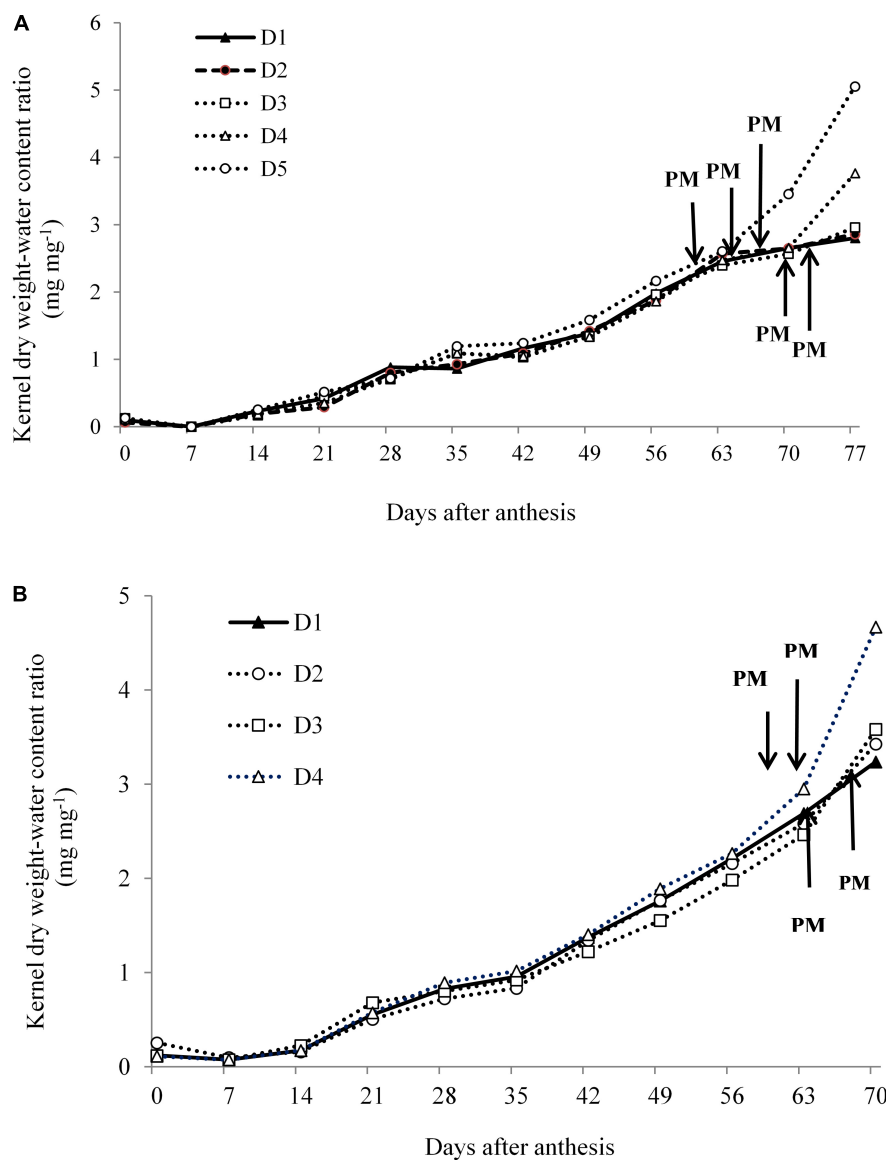 A
Kernel dry weight-water content ratio
(mg mg-1)
6
5
4
3
2
1
0
D1
D2
D3
D4
D5
PM
PM
PM
PM
PM
0 7 14 21 28 35 42 49 56 63 70 77
Days after anthesis
B
Kernel dry weight-water content ratio
(mg mg-1)
5
4
3
2
1
0
D1
D2
D3
D4
PM
PM
PM
PM
0 7 14 21 28 35 42 49 56 63 70
Days after anthesis